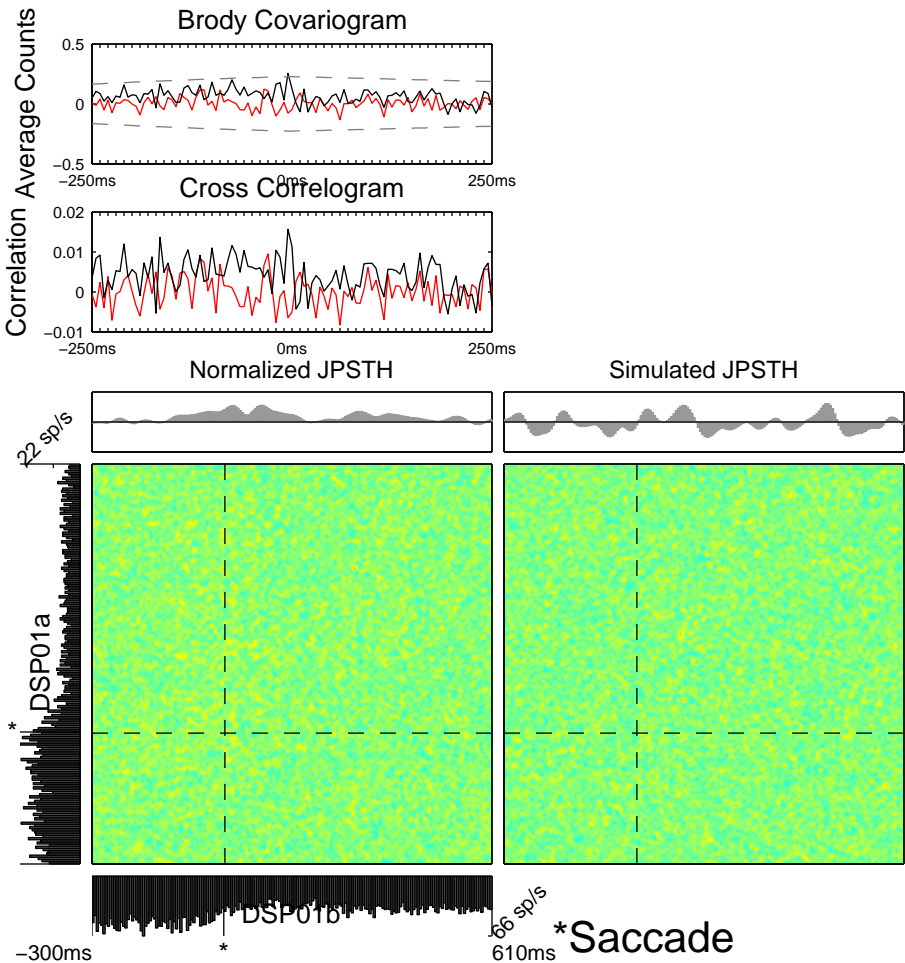 Brody Covariogram
Average Counts
0.5
0
−0.5
−250ms 0ms 250ms
Cross Correlogram
Correlation
0.02
0.01
0
−0.01
−250ms 0ms 250ms
Normalized JPSTH
Simulated JPSTH
22 sp/s
DSP01a
*
DSP01b
66 sp/s
*
−300ms
610ms
*Saccade